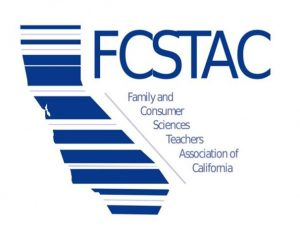 FCSTAC
Family and
Consumer
Sciences
Teachers
Association of
California